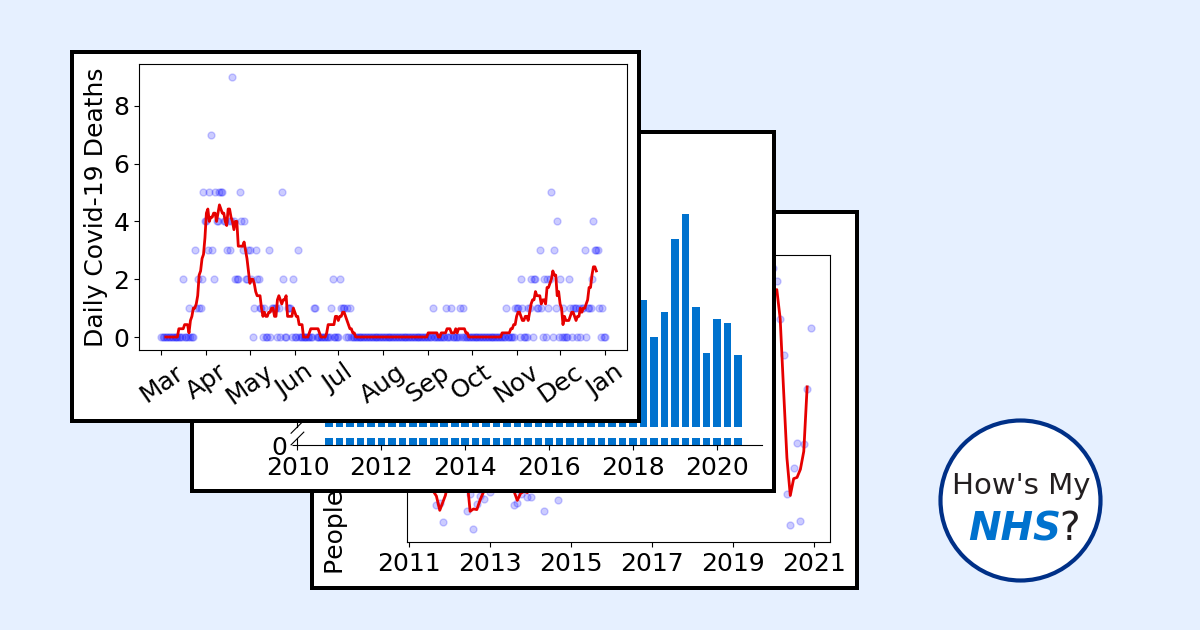 Daily Covid-19 Deaths
8
6
4
2
0
Mar Apr May Jun Jul Aug Sep Oct Nov Dec Jan
0
2010 2012 2014 2016 2018 2020
People
2011 2013 2015 2017 2019 2021
How's My
NHS?